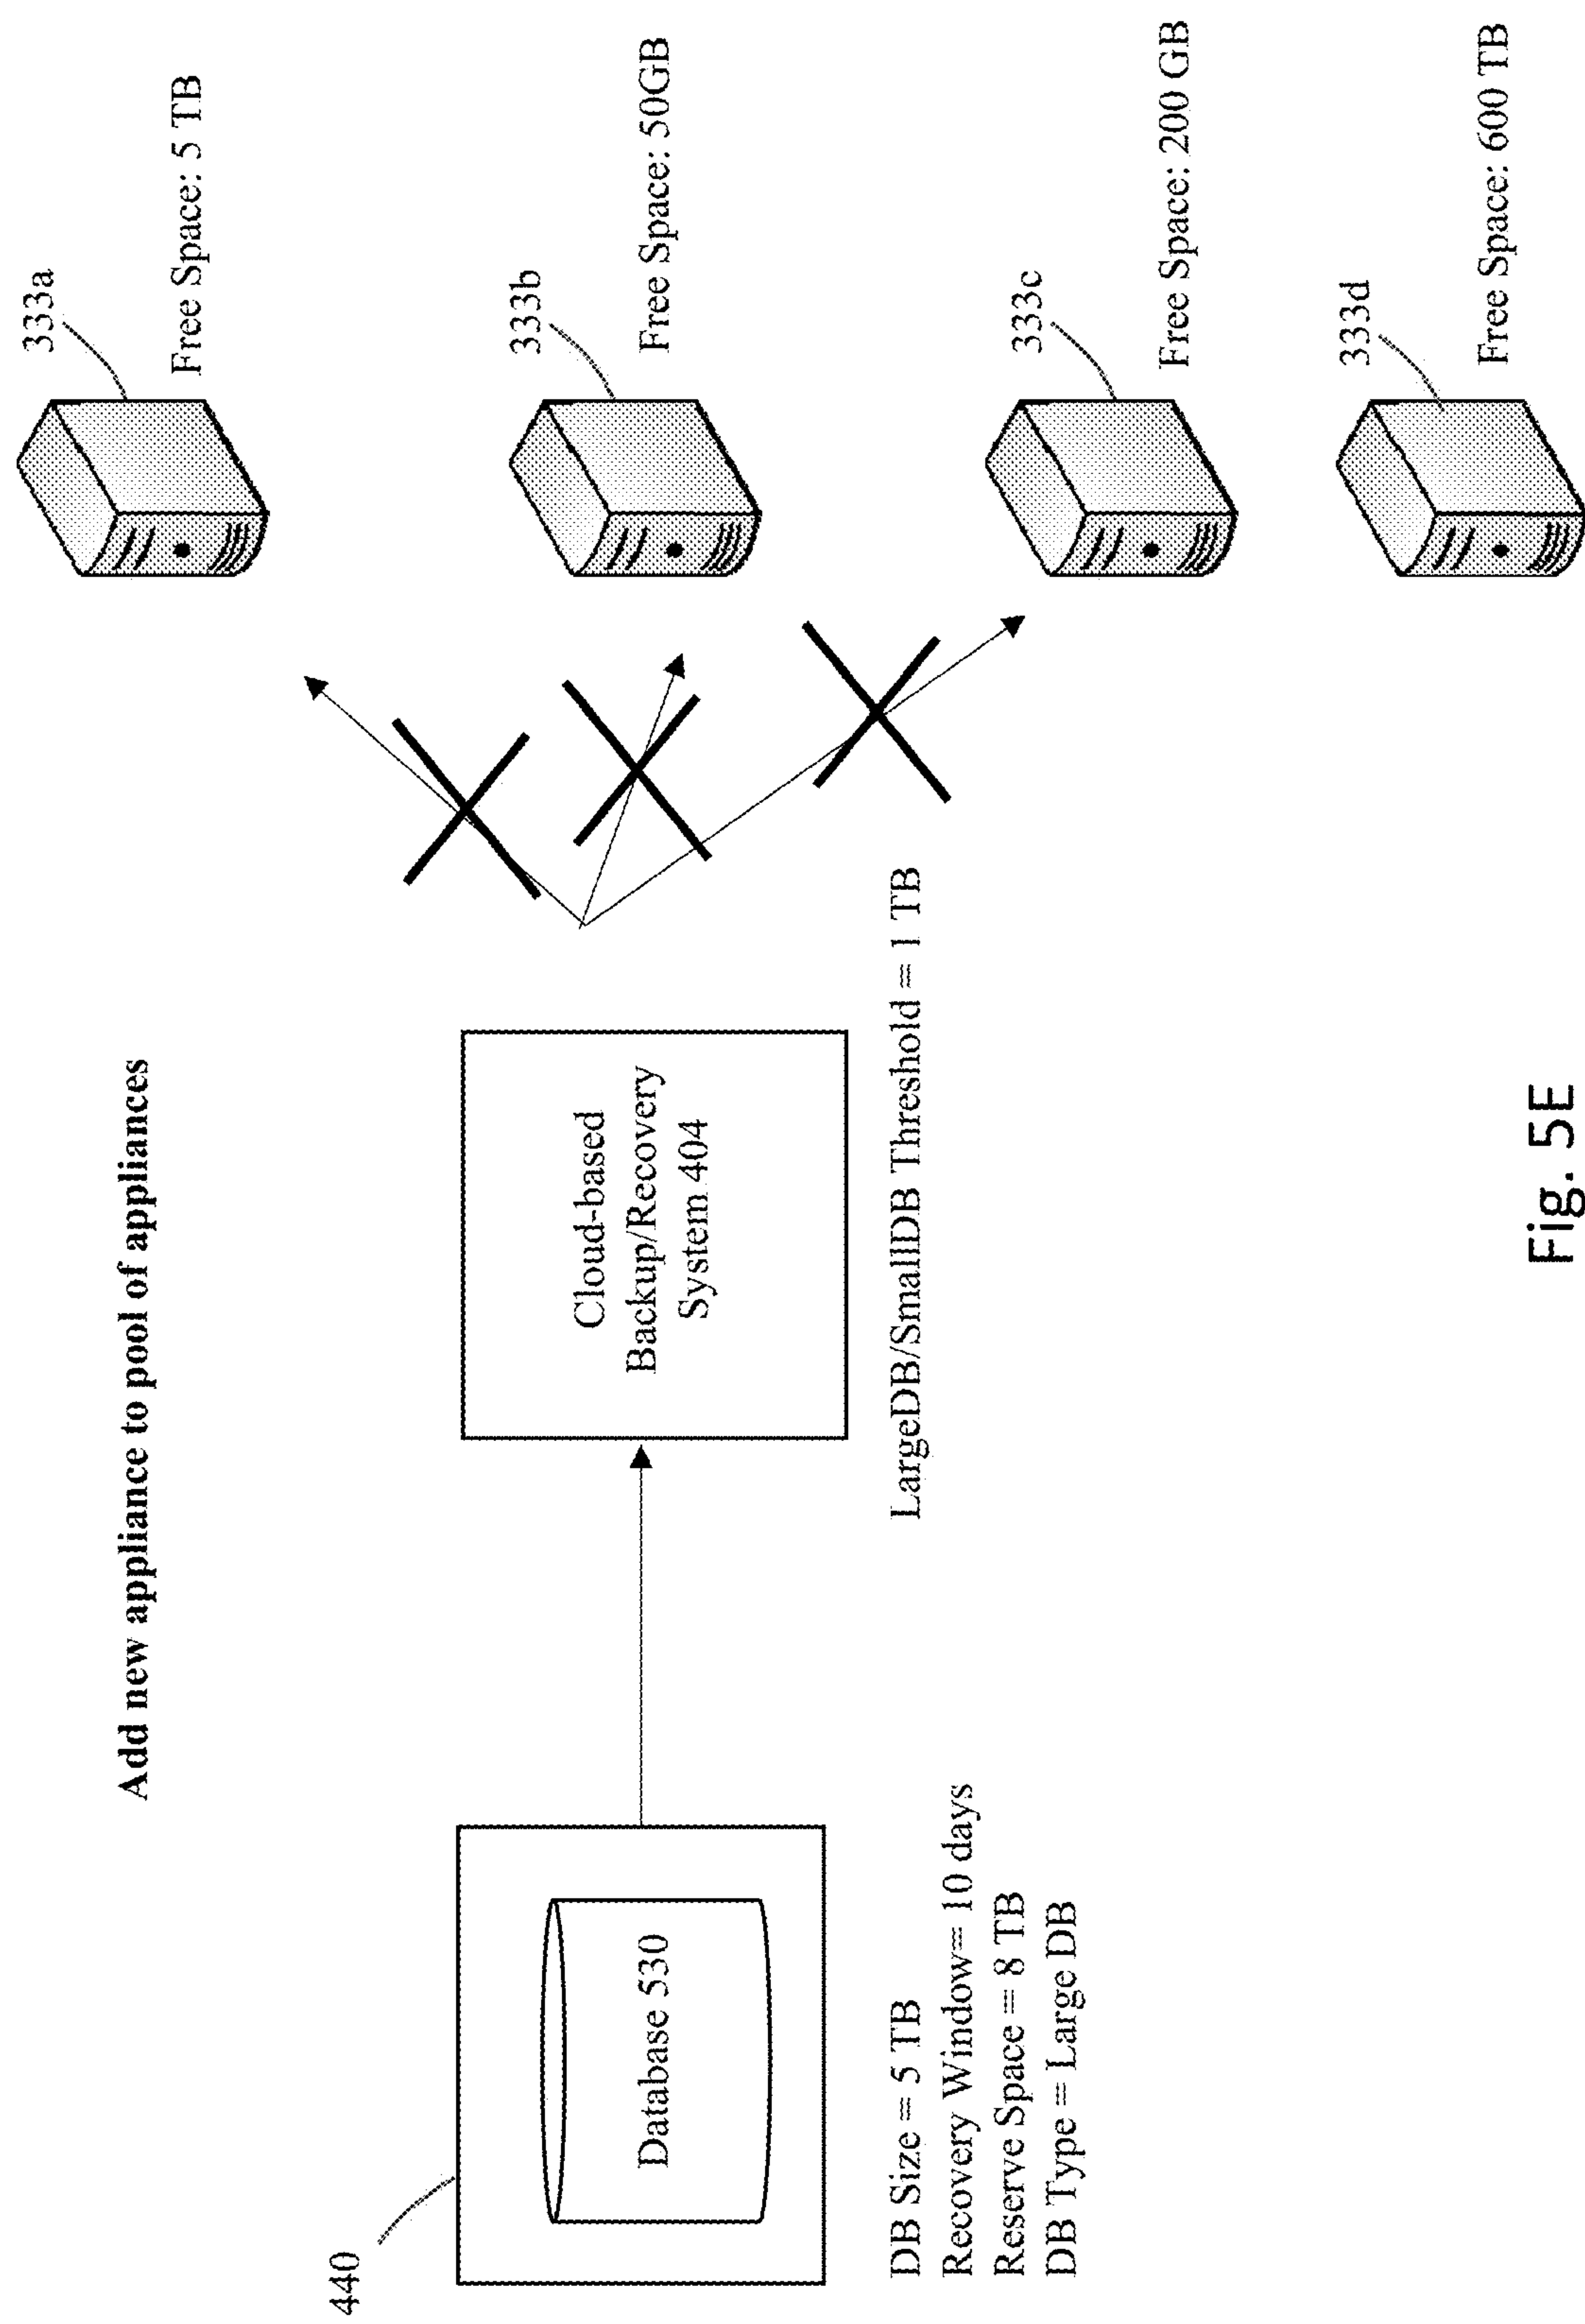 Add new appliance to pool of appliances
440
Database 530
DB Size = 5 TB
Recovery Window= 10 days
Reserve Space = 8 TB
DB Type = Large DB
Cloud-based
Backup/Recovery
System 404
LargeDB/SmallDB Threshold = 1 TB
333a
Free Space: 5 TB
333b
Free Space: 50GB
333c
Free Space: 200 GB
333d
Free Space: 600 TB
Fig. 5E